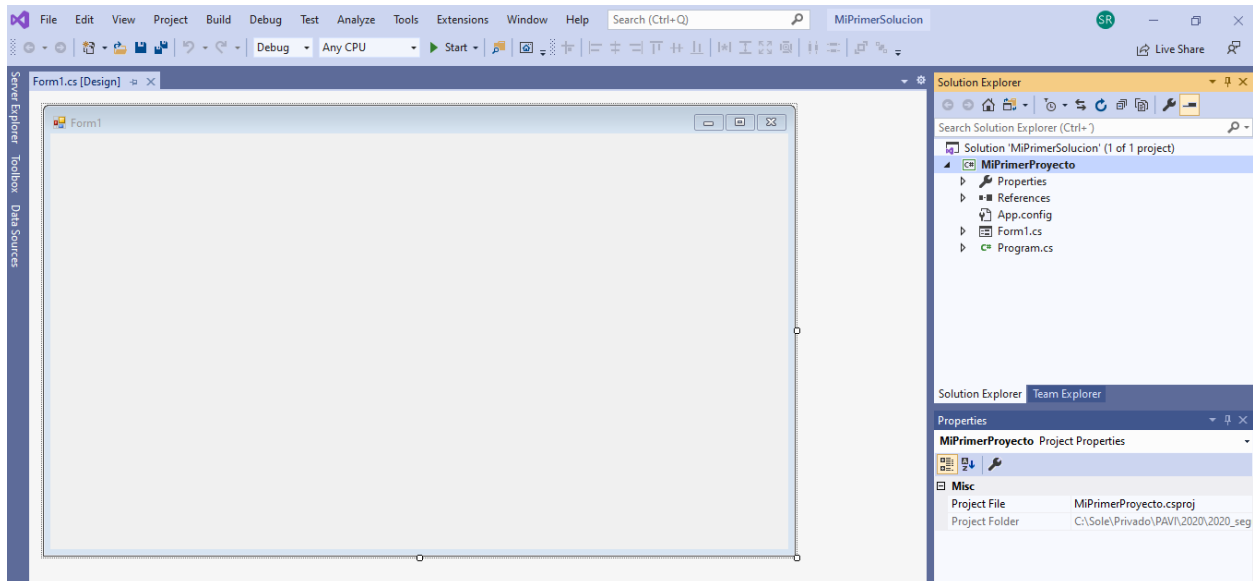 File Edit View Project Build Debug Test Analyze Tools Extensions Window Help Search (Ctrl+Q) MiPrimerSolucion SR
Debug Any CPU Start Live Share
Server Explorer
Toolbox
Data Sources
Form1.cs [Design]
Form1
Solution Explorer
Search Solution Explorer (Ctrl+´)
Solution 'MiPrimerSolucion' (1 of 1 project)
C# MiPrimerProyecto
Properties
References
App.config
Form1.cs
C# Program.cs
Solution Explorer Team Explorer
Properties
MiPrimerProyecto Project Properties
Misc
Project File MiPrimerProyecto.csproj
Project Folder C:\Sole\Privado\PAVI\2020\2020_seg